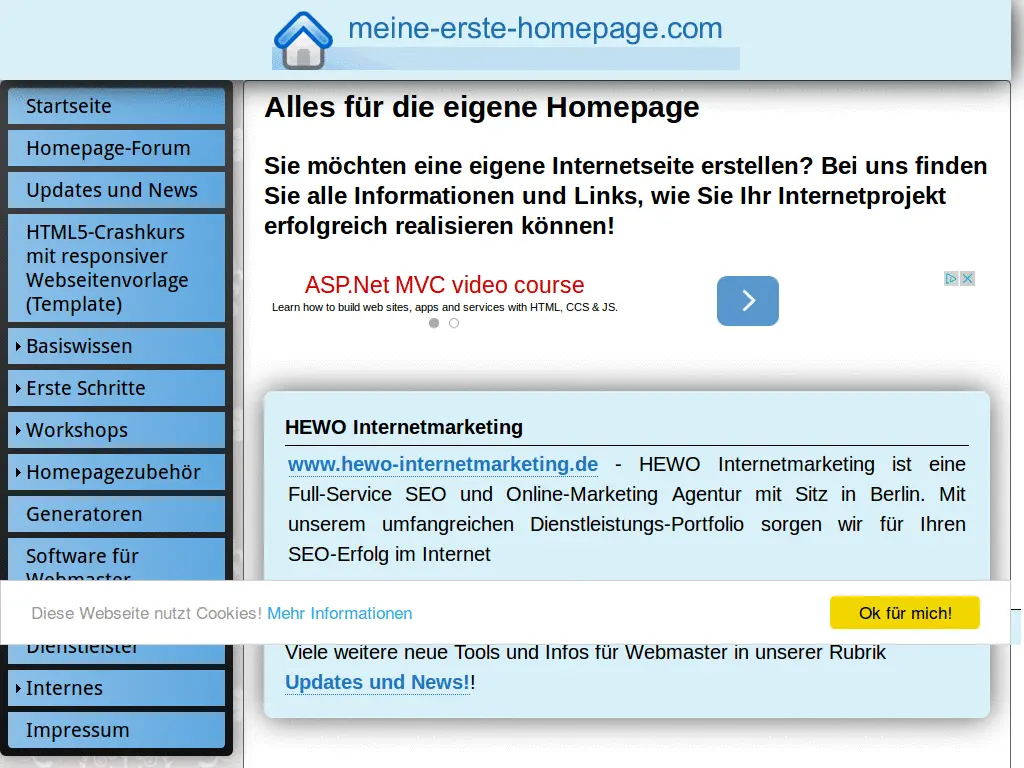 meine-erste-homepage.com
Startseite
Homepage-Forum
Updates und News
HTML5-Crashkurs
mit responsiver
Webseitenvorlage
(Template)
Basiswissen
Erste Schritte
Workshops
Homepagezubehör
Generatoren
Software für
Webmaster
Dienstleister
Internes
Impressum
Alles für die eigene Homepage
Sie möchten eine eigene Internetseite erstellen? Bei uns finden
Sie alle Informationen und Links, wie Sie Ihr Internetprojekt
erfolgreich realisieren können!
ASP.Net MVC video course
Learn how to build web sites, apps and services with HTML, CCS & JS.
HEWO Internetmarketing
www.hewo-internetmarketing.de - HEWO Internetmarketing ist eine
Full-Service SEO und Online-Marketing Agentur mit Sitz in Berlin. Mit
unserem umfangreichen Dienstleistungs-Portfolio sorgen wir für Ihren
SEO-Erfolg im Internet
Diese Webseite nutzt Cookies! Mehr Informationen
Ok für mich!
Viele weitere neue Tools und Infos für Webmaster in unserer Rubrik
Updates und News!!